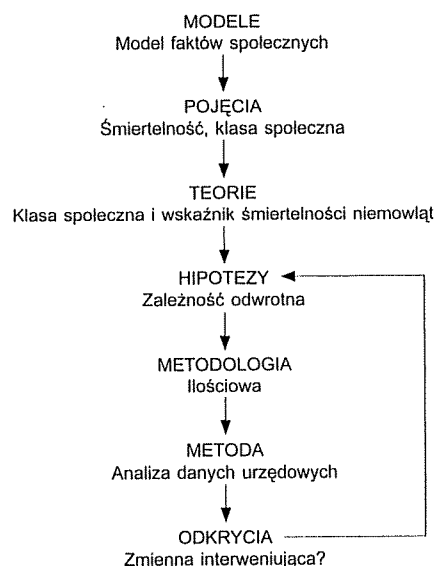 MODELE
Model faktów społecznych
POJĘCIA
Śmiertelność, klasa społeczna
TEORIE
Klasa społeczna i wskaźnik śmiertelności niemowląt
HIPOTEZY
Zależność odwrotna
METODOLOGIA
Ilościowa
METODA
Analiza danych urzędowych
ODKRYCIA
Zmienna interweniująca?